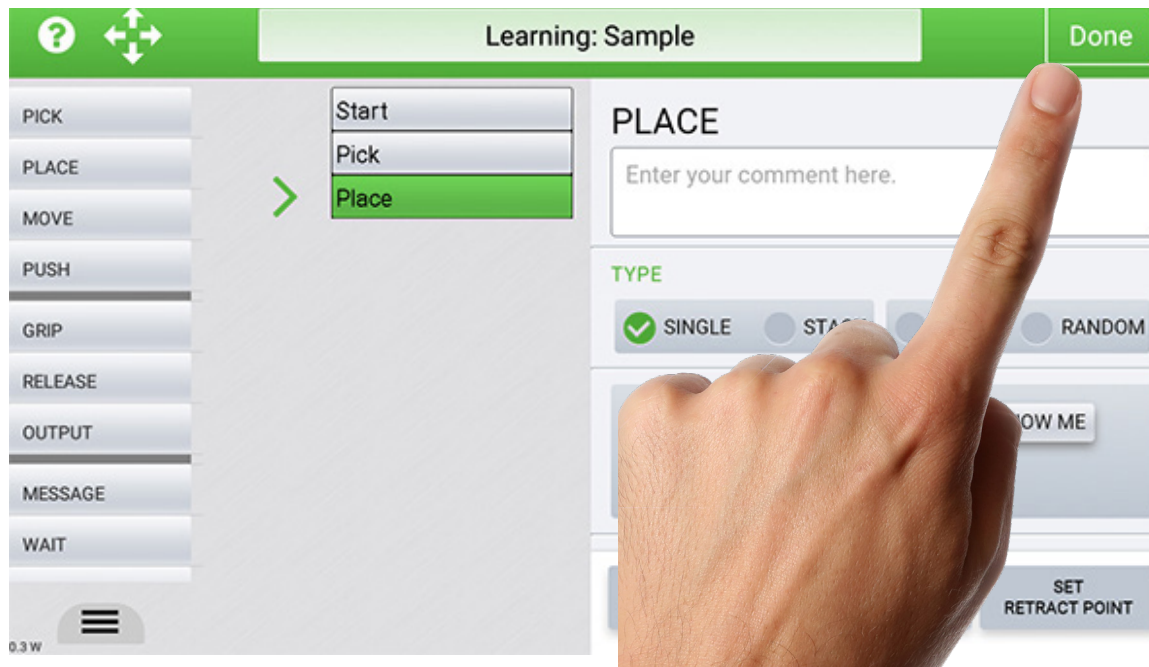 ?
Learning: Sample
Done
PICK
PLACE
MOVE
PUSH
GRIP
RELEASE
OUTPUT
MESSAGE
WAIT
0.3 W
Start
Pick
Place
PLACE
Enter your comment here.
TYPE
SINGLE
RANDOM
ME
SET
RETRACT POINT